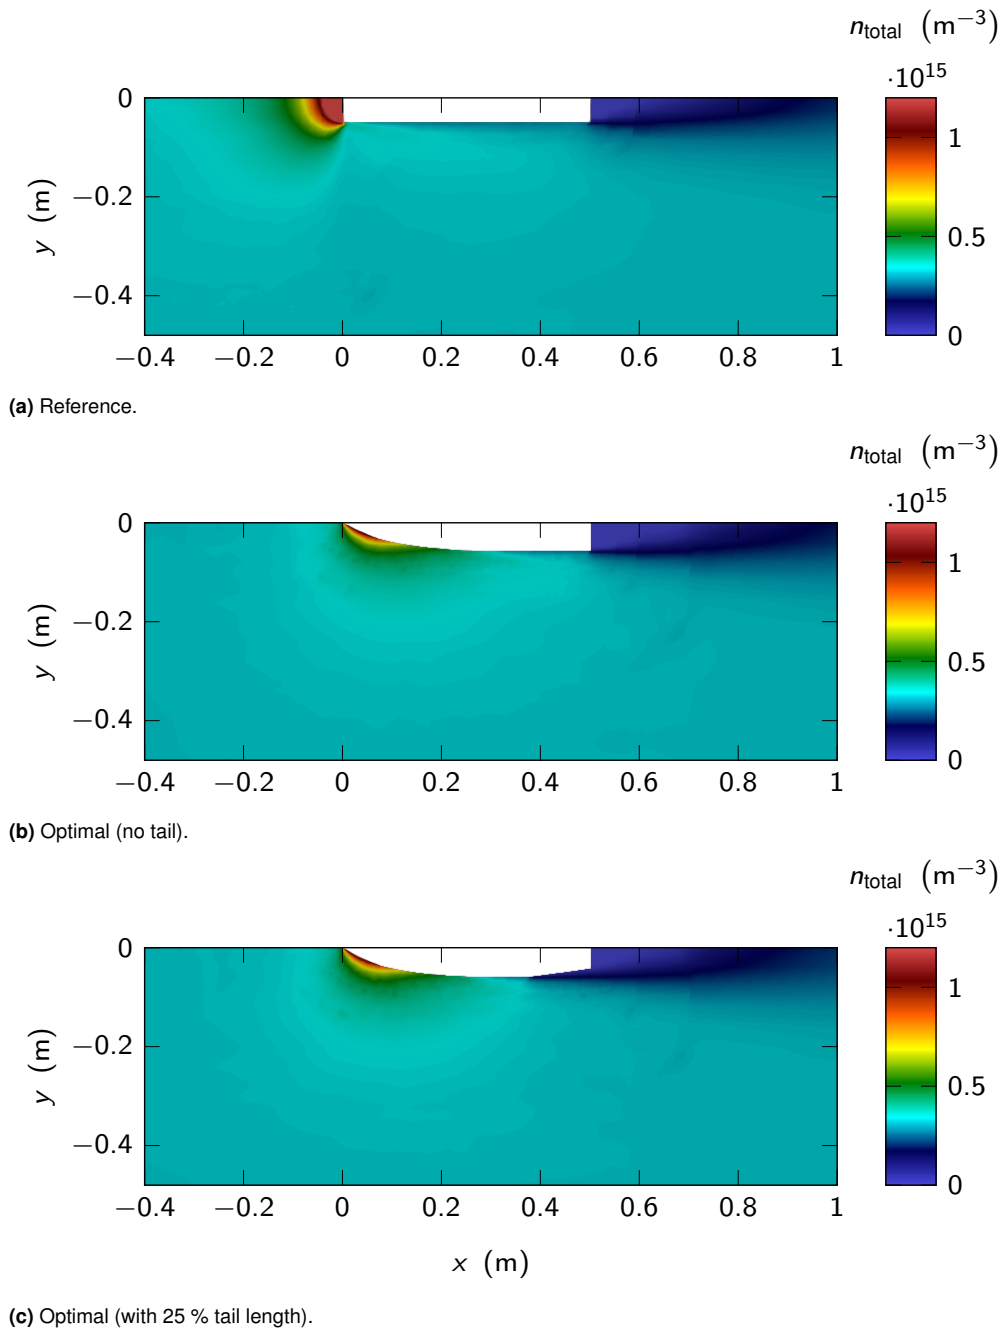 n_total (m⁻³)
·10¹⁵
1
0.5
0
0
−0.2
−0.4
y (m)
−0.4 −0.2 0 0.2 0.4 0.6 0.8 1
(a) Reference.
n_total (m⁻³)
·10¹⁵
1
0.5
0
0
−0.2
−0.4
y (m)
−0.4 −0.2 0 0.2 0.4 0.6 0.8 1
(b) Optimal (no tail).
n_total (m⁻³)
·10¹⁵
1
0.5
0
0
−0.2
−0.4
y (m)
−0.4 −0.2 0 0.2 0.4 0.6 0.8 1
x (m)
(c) Optimal (with 25 % tail length).